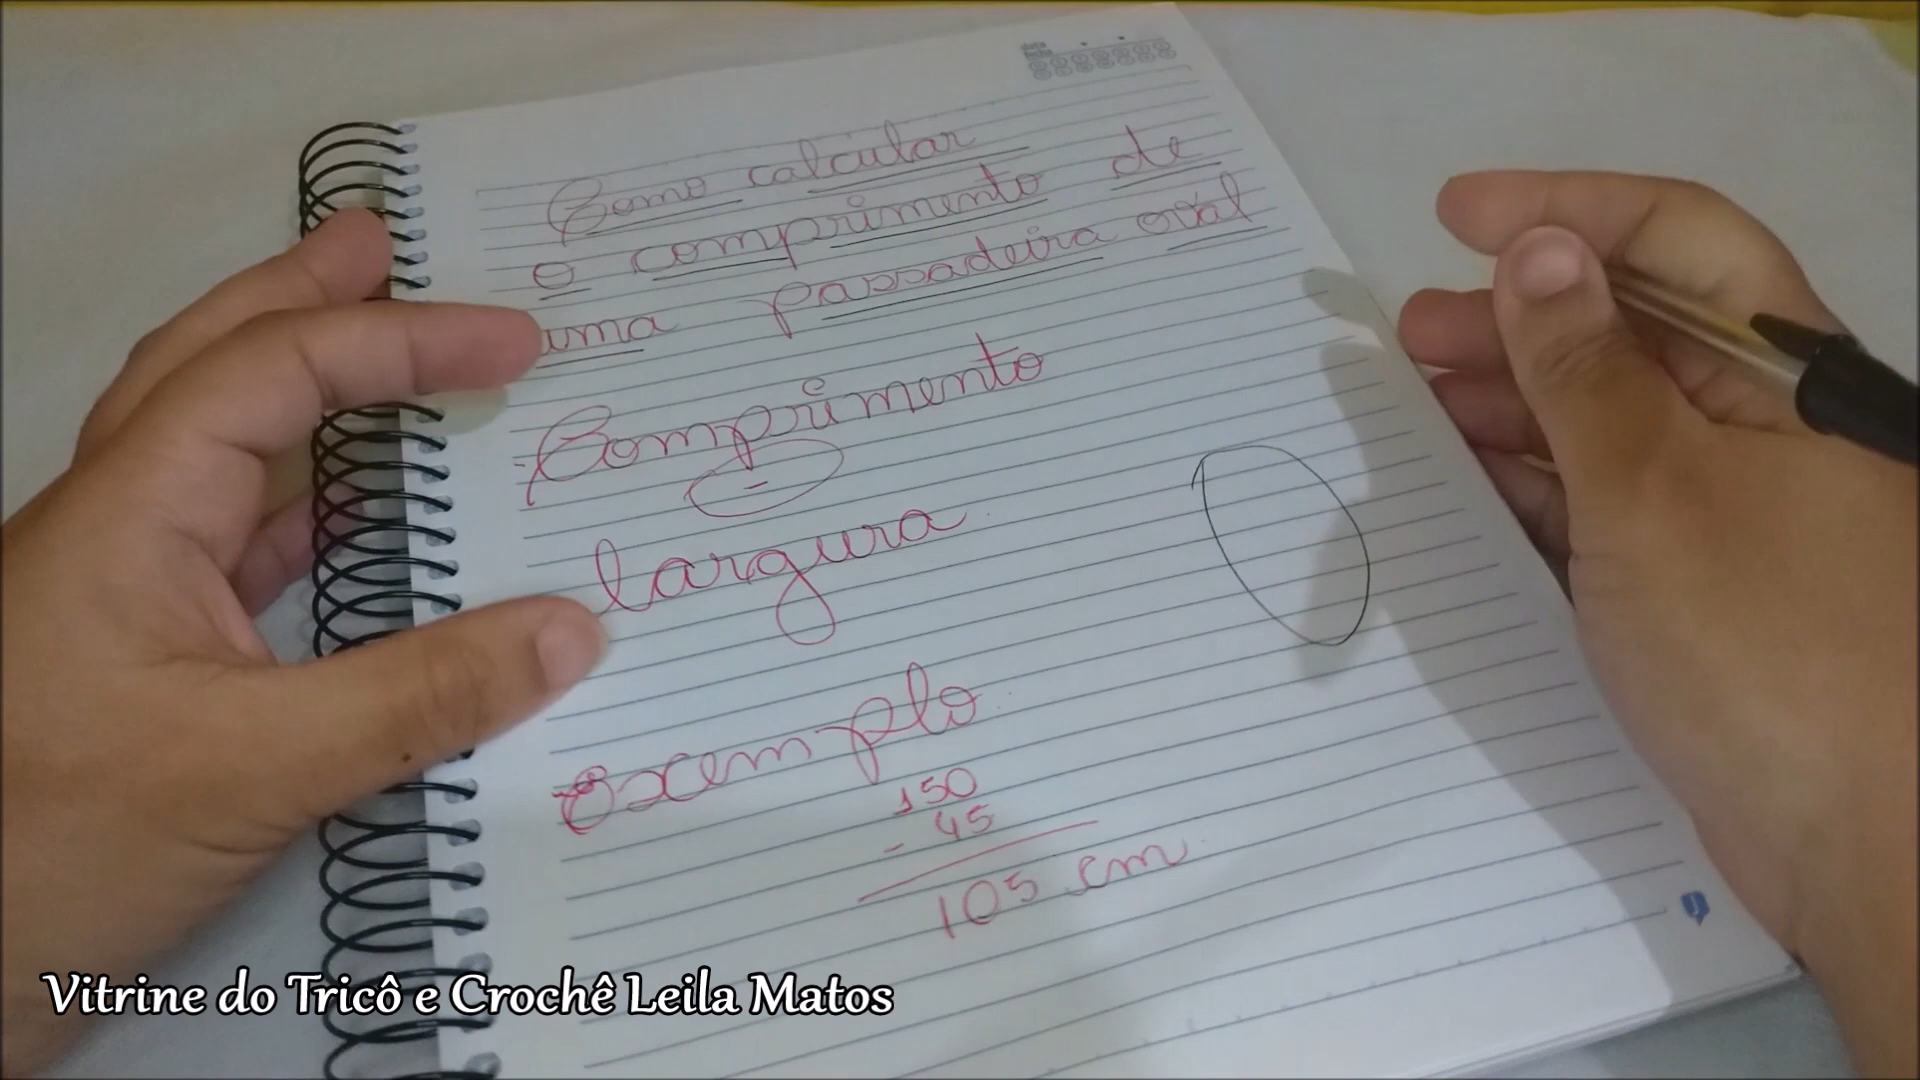 Como calcular
o comprimento de
uma passadeira oval
Comprimento
-
largura
exemplo
150
- 45
105 cm
Vitrine do Tricô e Crochê Leila Matos